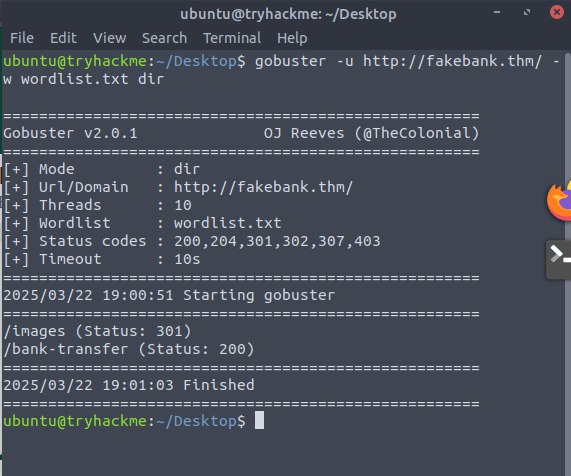 ubuntu@tryhackme: ~/Desktop
File Edit View Search Terminal Help
ubuntu@tryhackme:~/Desktop$ gobuster -u http://fakebank.thm/ -
w wordlist.txt dir
=====================================================
Gobuster v2.0.1              OJ Reeves (@TheColonial)
=====================================================
[+] Mode         : dir
[+] Url/Domain   : http://fakebank.thm/
[+] Threads      : 10
[+] Wordlist     : wordlist.txt
[+] Status codes : 200,204,301,302,307,403
[+] Timeout      : 10s
=====================================================
2025/03/22 19:00:51 Starting gobuster
=====================================================
/images (Status: 301)
/bank-transfer (Status: 200)
=====================================================
2025/03/22 19:01:03 Finished
=====================================================
ubuntu@tryhackme:~/Desktop$